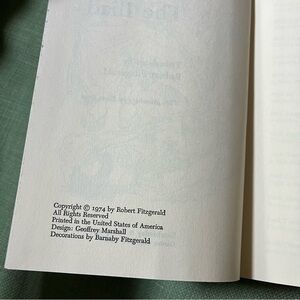 Copyright © 1974 by Robert Fitzgerald
All Rights Reserved
Printed in the United States of America
Design: Geoffrey Marshall
Decorations by Barnaby Fitzgerald